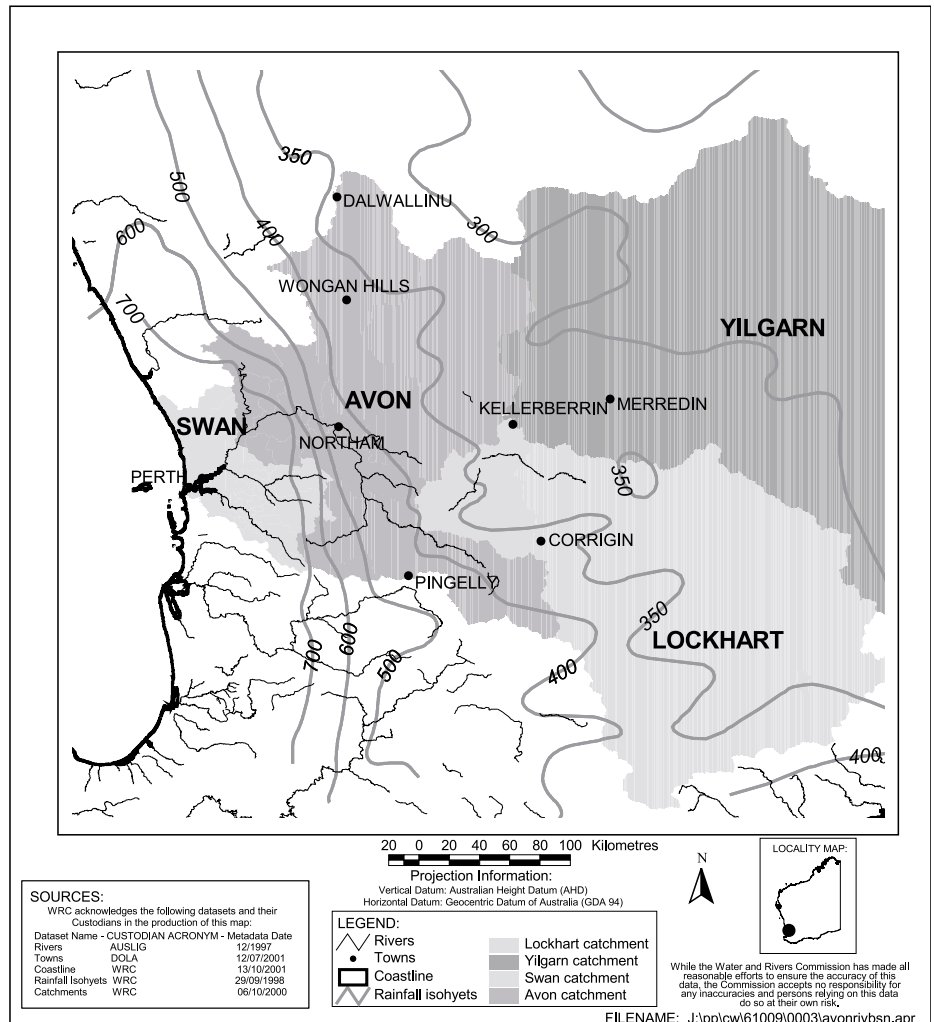 350
500
DALWALLINU
400
300
600
WONGAN HILLS
700
YILGARN
AVON
KELLERBERRIN
MERREDIN
SWAN
NORTHAM
PERTH
350
CORRIGIN
PINGELLY
350
LOCKHART
600
700
500
400
400
20 0 20 40 60 80 100 Kilometres
Projection Information:
Vertical Datum: Australian Height Datum (AHD)
Horizontal Datum: Geocentric Datum of Australia (GDA 94)
N
LOCALITY MAP:
SOURCES:
WRC acknowledges the following datasets and their
Custodians in the production of this map:
Dataset Name - CUSTODIAN ACRONYM - Metadata Date
Rivers AUSLIG 12/1997
Towns DOLA 12/07/2001
Coastline WRC 13/10/2001
Rainfall Isohyets WRC 29/09/1998
Catchments WRC 06/10/2000
LEGEND:
Rivers
Towns
Coastline
Rainfall isohyets
Lockhart catchment
Yilgarn catchment
Swan catchment
Avon catchment
While the Water and Rivers Commission has made all
reasonable efforts to ensure the accuracy of this
data, the Commission accepts no responsibility for
any inaccuracies and persons relying on this data
do so at their own risk.
FILENAME: J:\pp\cw\61009\0003\avonrivbsn.apr